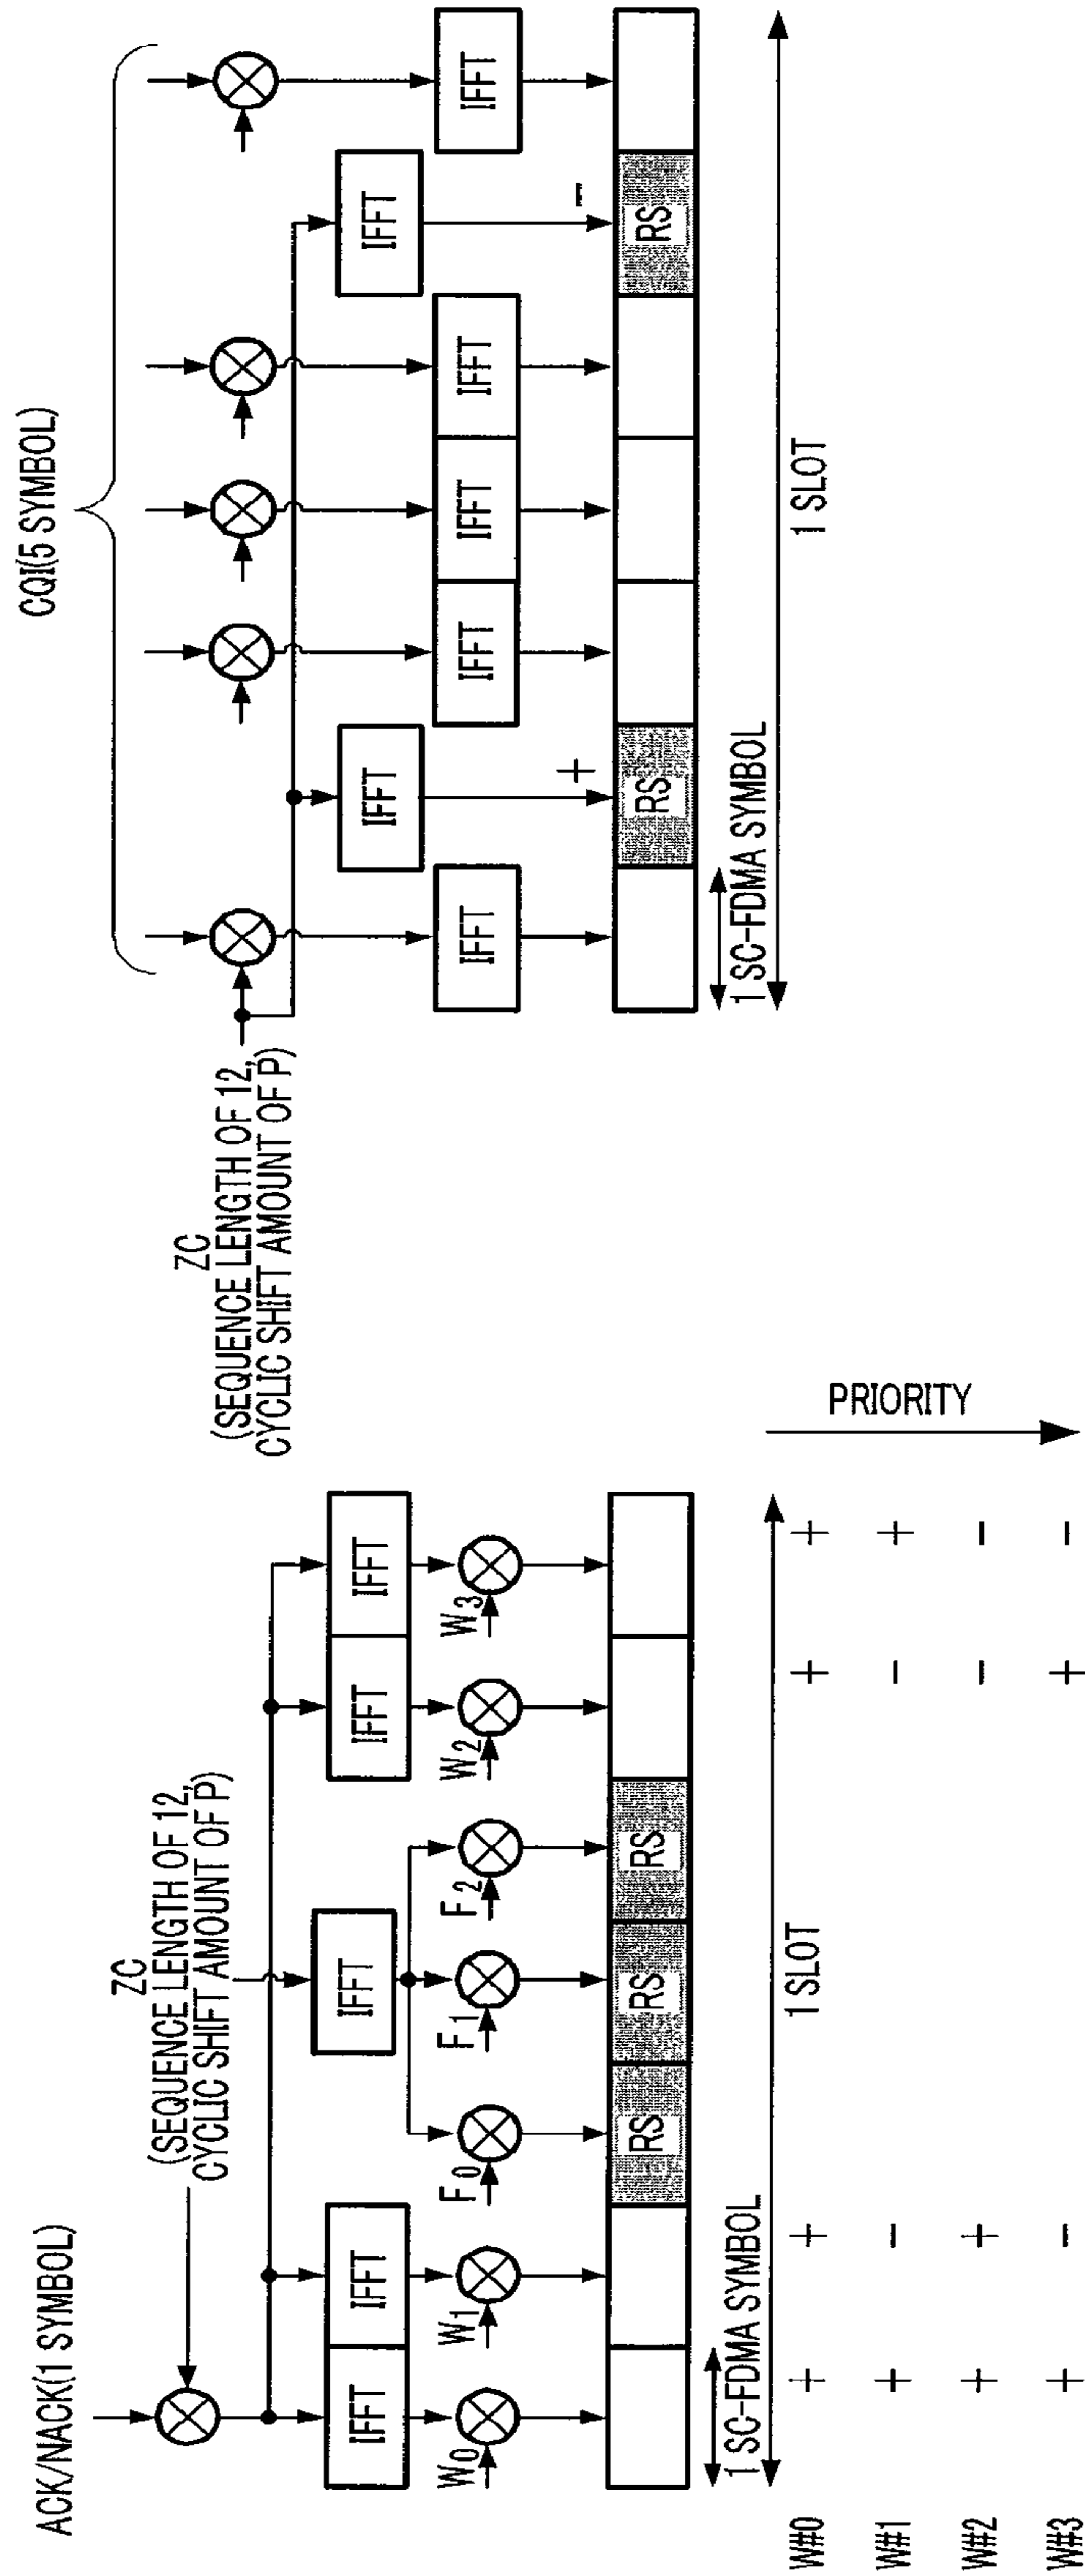 ACK/NACK(1 SYMBOL)
ZC
(SEQUENCE LENGTH OF 12,
CYCLIC SHIFT AMOUNT OF P)
IFFT IFFT IFFT IFFT IFFT
W0 W1 F0 F1 F2 W2 W3
RS RS RS
1 SC-FDMA SYMBOL
1 SLOT
W#0 + + + +
W#1 + - - +
W#2 + + - -
W#3 + - + -
PRIORITY
CQI(5 SYMBOL)
ZC
(SEQUENCE LENGTH OF 12,
CYCLIC SHIFT AMOUNT OF P)
IFFT IFFT
IFFT IFFT IFFT IFFT IFFT
+ -
RS RS
1 SC-FDMA SYMBOL
1 SLOT